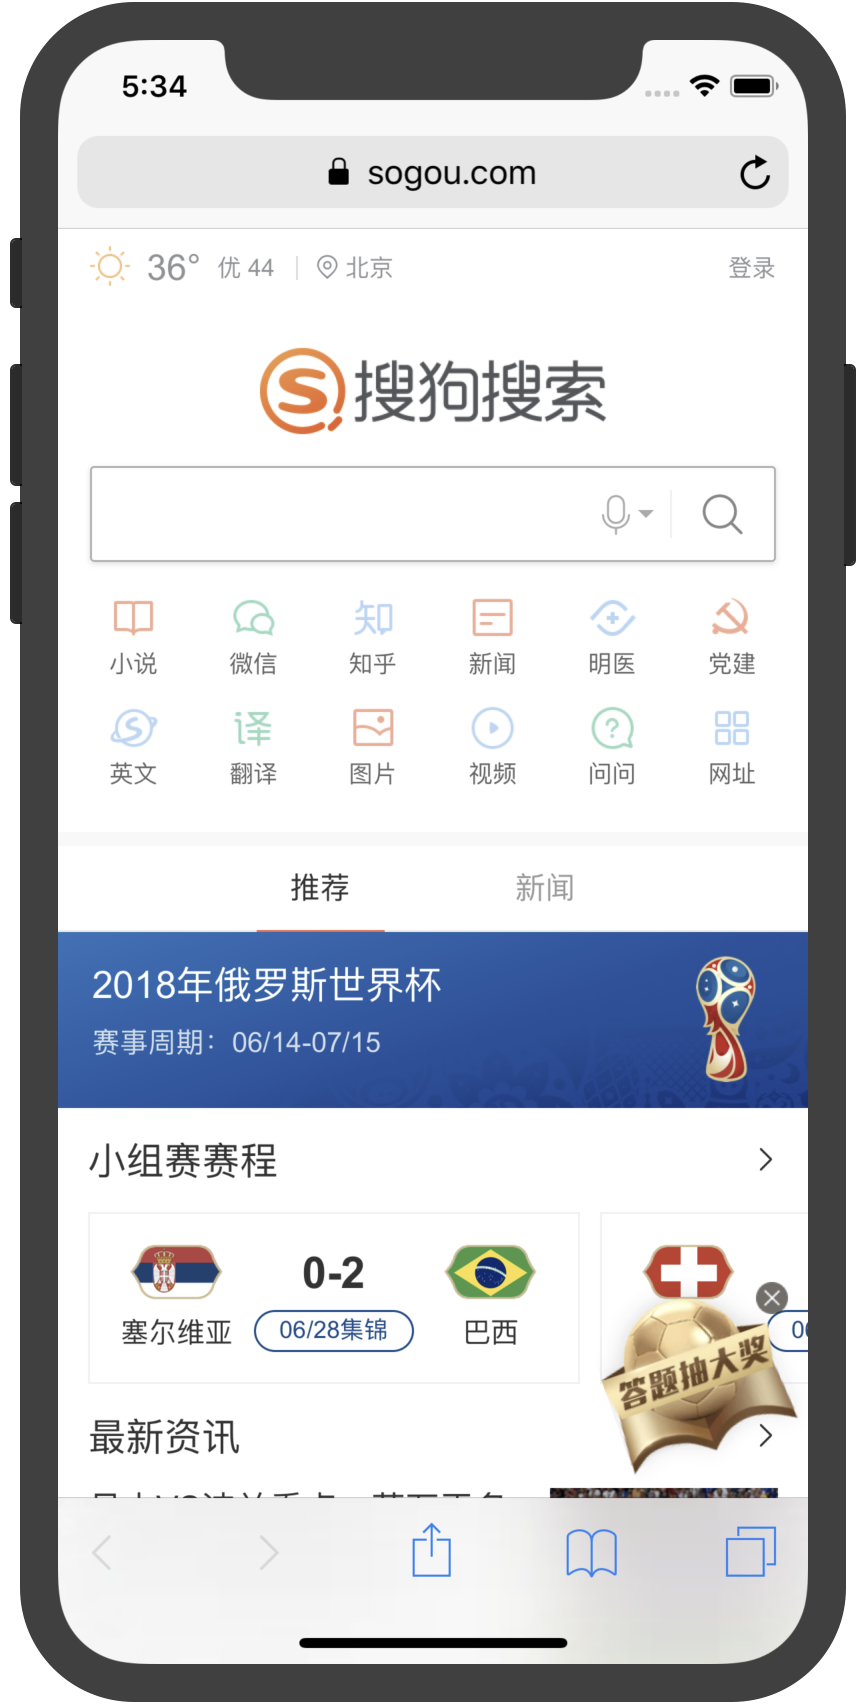 5:34
sogou.com
36° 优 44 北京 登录
搜狗搜索
小说 微信 知乎 新闻 明医 党建
英文 翻译 图片 视频 问问 网址
推荐 新闻
2018年俄罗斯世界杯
赛事周期：06/14-07/15
小组赛赛程
0-2
塞尔维亚 06/28集锦 巴西
答题抽大奖
最新资讯